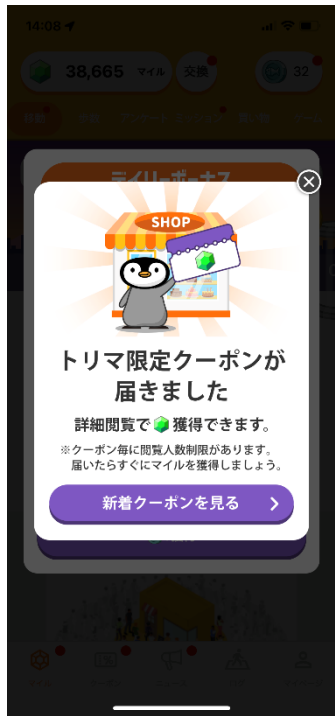 14:08
38,665 マイル
交換
32
デイリーボーナス
SHOP
トリマ限定クーポンが
届きました
詳細閲覧で 獲得できます。
※クーポン毎に閲覧人数制限があります。
届いたらすぐにマイルを獲得しましょう。
新着クーポンを見る